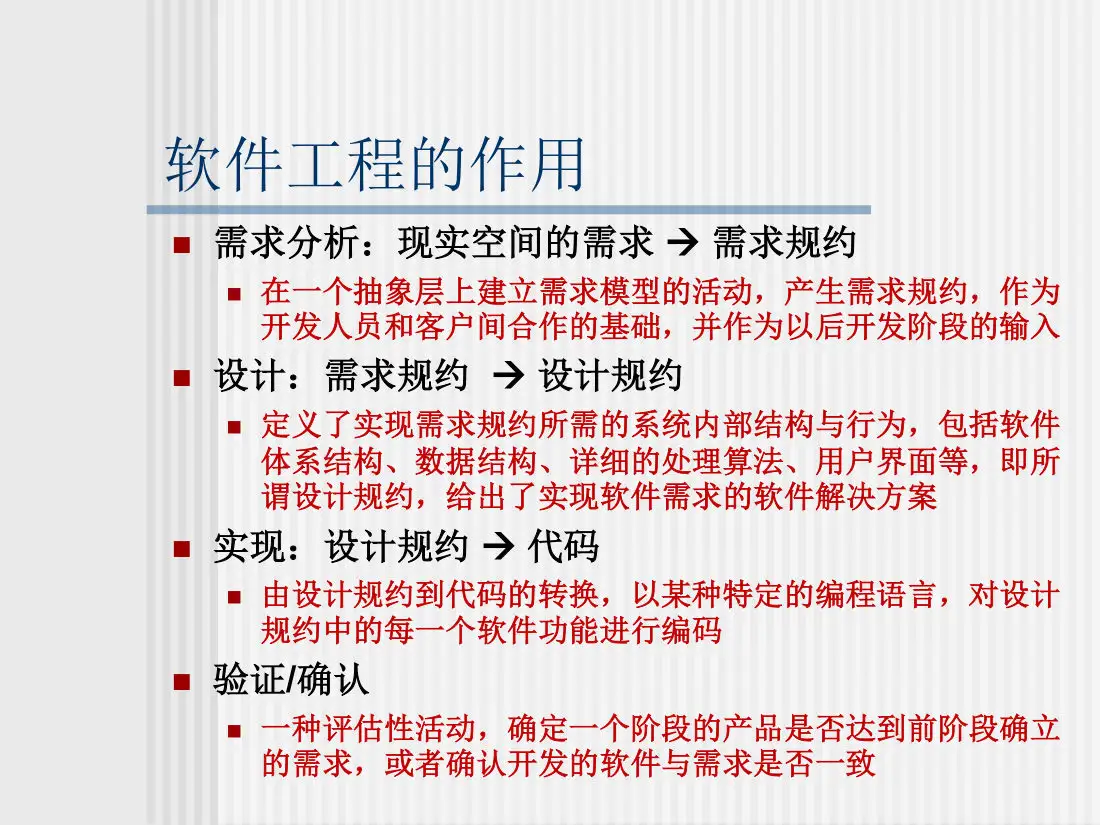 软件工程的作用
需求分析：现实空间的需求 → 需求规约
在一个抽象层上建立需求模型的活动，产生需求规约，作为
开发人员和客户间合作的基础，并作为以后开发阶段的输入
设计：需求规约 → 设计规约
定义了实现需求规约所需的系统内部结构与行为，包括软件
体系结构、数据结构、详细的处理算法、用户界面等，即所
谓设计规约，给出了实现软件需求的软件解决方案
实现：设计规约 → 代码
由设计规约到代码的转换，以某种特定的编程语言，对设计
规约中的每一个软件功能进行编码
验证/确认
一种评估性活动，确定一个阶段的产品是否达到前阶段确立
的需求，或者确认开发的软件与需求是否一致